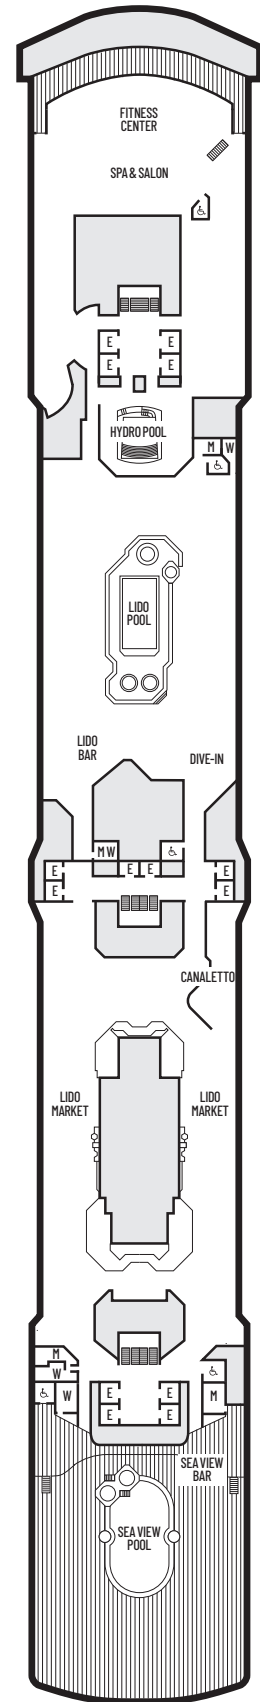 FITNESS
CENTER
SPA & SALON
E
E
E
E
HYDRO POOL
M W
LIDO
POOL
LIDO
BAR
DIVE-IN
M W
E
E
E
E
E
E
CANALETTO
LIDO
MARKET
LIDO
MARKET
M
W
W
E
E
E
E
M
SEA VIEW
BAR
SEA VIEW
POOL